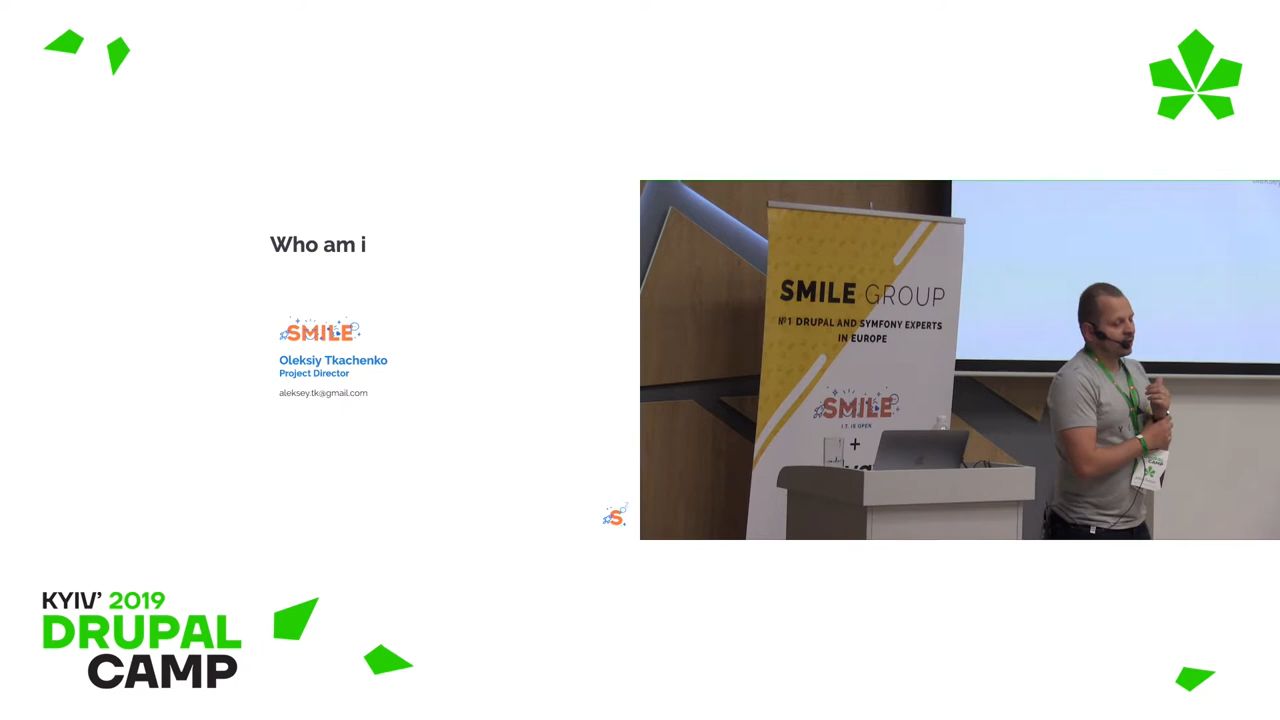 Who am i
SMILE
Oleksiy Tkachenko
Project Director
aleksey.tk@gmail.com
S
KYIV' 2019
DRUPAL
CAMP
SMILE GROUP
№1 DRUPAL AND SYMFONY EXPERTS
IN EUROPE
SMILE
I.T. IS OPEN
+
CAMP